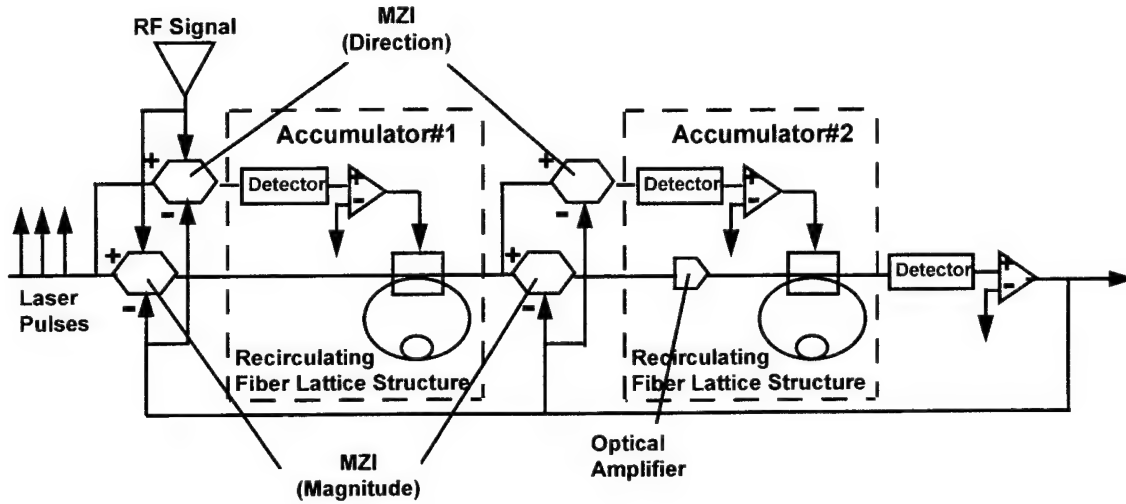 RF Signal
MZI
(Direction)
Accumulator#1
Accumulator#2
+
Detector
+
-
-
+
Detector
+
-
-
+
-
+
-
Detector
+
-
Laser
Pulses
Recirculating
Fiber Lattice Structure
Recirculating
Fiber Lattice Structure
Optical
Amplifier
MZI
(Magnitude)